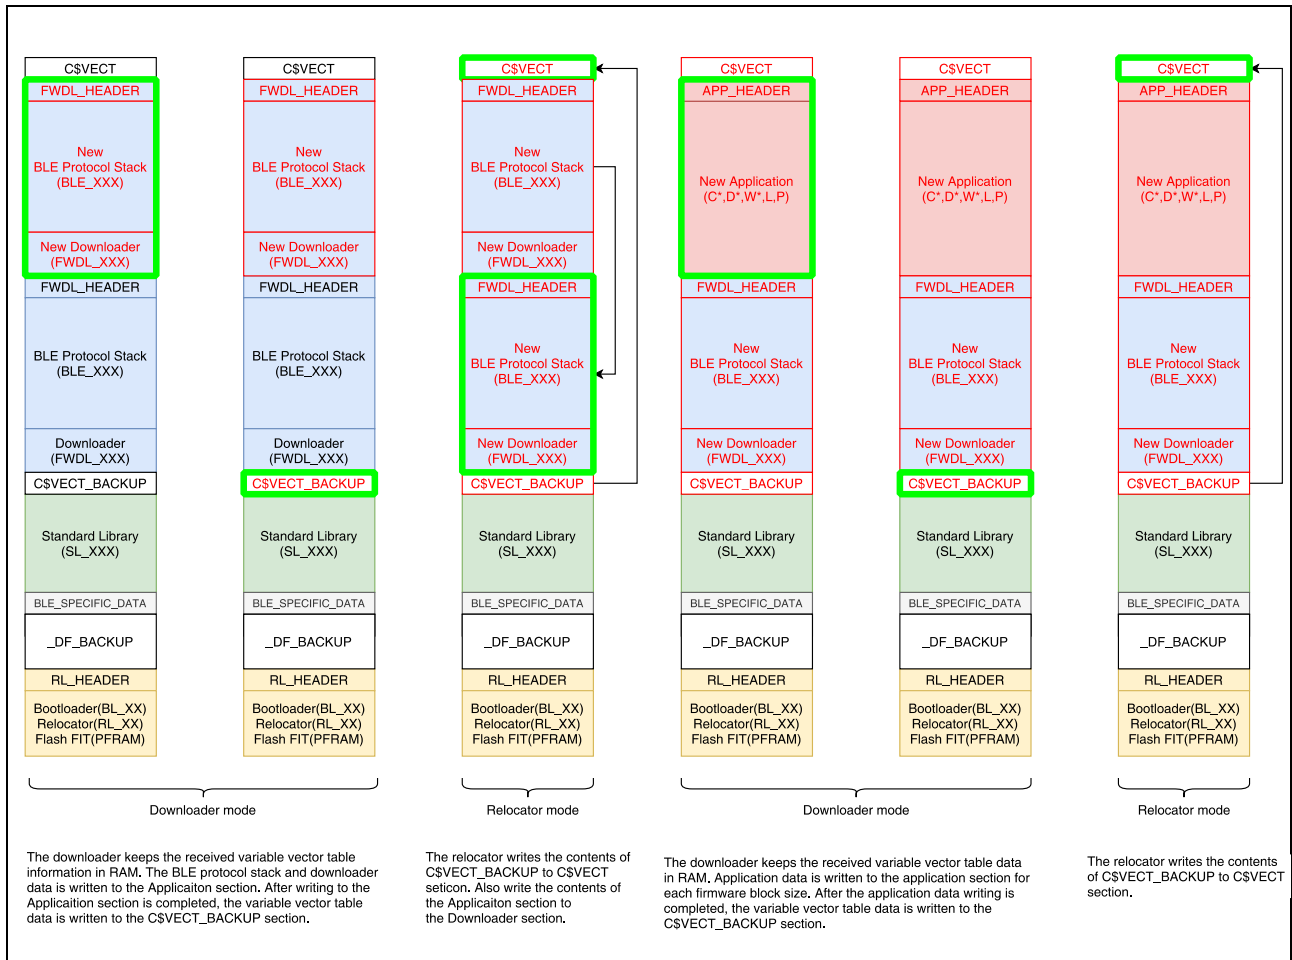 C$VECT
FWDL_HEADER
New
BLE Protocol Stack
(BLE_XXX)
New Downloader
(FWDL_XXX)
FWDL_HEADER
BLE Protocol Stack
(BLE_XXX)
Downloader
(FWDL_XXX)
C$VECT_BACKUP
Standard Library
(SL_XXX)
BLE_SPECIFIC_DATA
_DF_BACKUP
RL_HEADER
Bootloader(BL_XX)
Relocator(RL_XX)
Flash FIT(PFRAM)
C$VECT
FWDL_HEADER
New
BLE Protocol Stack
(BLE_XXX)
New Downloader
(FWDL_XXX)
FWDL_HEADER
BLE Protocol Stack
(BLE_XXX)
Downloader
(FWDL_XXX)
C$VECT_BACKUP
Standard Library
(SL_XXX)
BLE_SPECIFIC_DATA
_DF_BACKUP
RL_HEADER
Bootloader(BL_XX)
Relocator(RL_XX)
Flash FIT(PFRAM)
C$VECT
FWDL_HEADER
New
BLE Protocol Stack
(BLE_XXX)
New Downloader
(FWDL_XXX)
FWDL_HEADER
New
BLE Protocol Stack
(BLE_XXX)
New Downloader
(FWDL_XXX)
C$VECT_BACKUP
Standard Library
(SL_XXX)
BLE_SPECIFIC_DATA
_DF_BACKUP
RL_HEADER
Bootloader(BL_XX)
Relocator(RL_XX)
Flash FIT(PFRAM)
C$VECT
APP_HEADER
New Application
(C*,D*,W*,L,P)
FWDL_HEADER
New
BLE Protocol Stack
(BLE_XXX)
New Downloader
(FWDL_XXX)
C$VECT_BACKUP
Standard Library
(SL_XXX)
BLE_SPECIFIC_DATA
_DF_BACKUP
RL_HEADER
Bootloader(BL_XX)
Relocator(RL_XX)
Flash FIT(PFRAM)
C$VECT
APP_HEADER
New Application
(C*,D*,W*,L,P)
FWDL_HEADER
New
BLE Protocol Stack
(BLE_XXX)
New Downloader
(FWDL_XXX)
C$VECT_BACKUP
Standard Library
(SL_XXX)
BLE_SPECIFIC_DATA
_DF_BACKUP
RL_HEADER
Bootloader(BL_XX)
Relocator(RL_XX)
Flash FIT(PFRAM)
C$VECT
APP_HEADER
New Application
(C*,D*,W*,L,P)
FWDL_HEADER
New
BLE Protocol Stack
(BLE_XXX)
New Downloader
(FWDL_XXX)
C$VECT_BACKUP
Standard Library
(SL_XXX)
BLE_SPECIFIC_DATA
_DF_BACKUP
RL_HEADER
Bootloader(BL_XX)
Relocator(RL_XX)
Flash FIT(PFRAM)
Downloader mode
Relocator mode
Downloader mode
Relocator mode
The downloader keeps the received variable vector table
information in RAM. The BLE protocol stack and downloader
data is written to the Applicaiton section. After writing to the
Applicaiition section is completed, the variable vector table
data is written to the C$VECT_BACKUP section.
The relocator writes the contents of
C$VECT_BACKUP to C$VECT
seticon. Also write the contents of
the Applicaiton section to
the Downloader section.
The downloader keeps the received variable vector table data
in RAM. Application data is written to the application section for
each firmware block size. After the application data writing is
completed, the variable vector table data is written to the
C$VECT_BACKUP section.
The relocator writes the contents
of C$VECT_BACKUP to C$VECT
section.